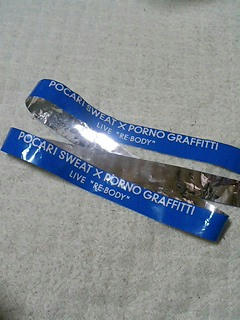 POCARI SWEAT X PORNO GRAFFITTI
LIVE "RE·BODY"
POCARI SWEAT X PORNO GRAFFITTI
LIVE "RE·BODY"